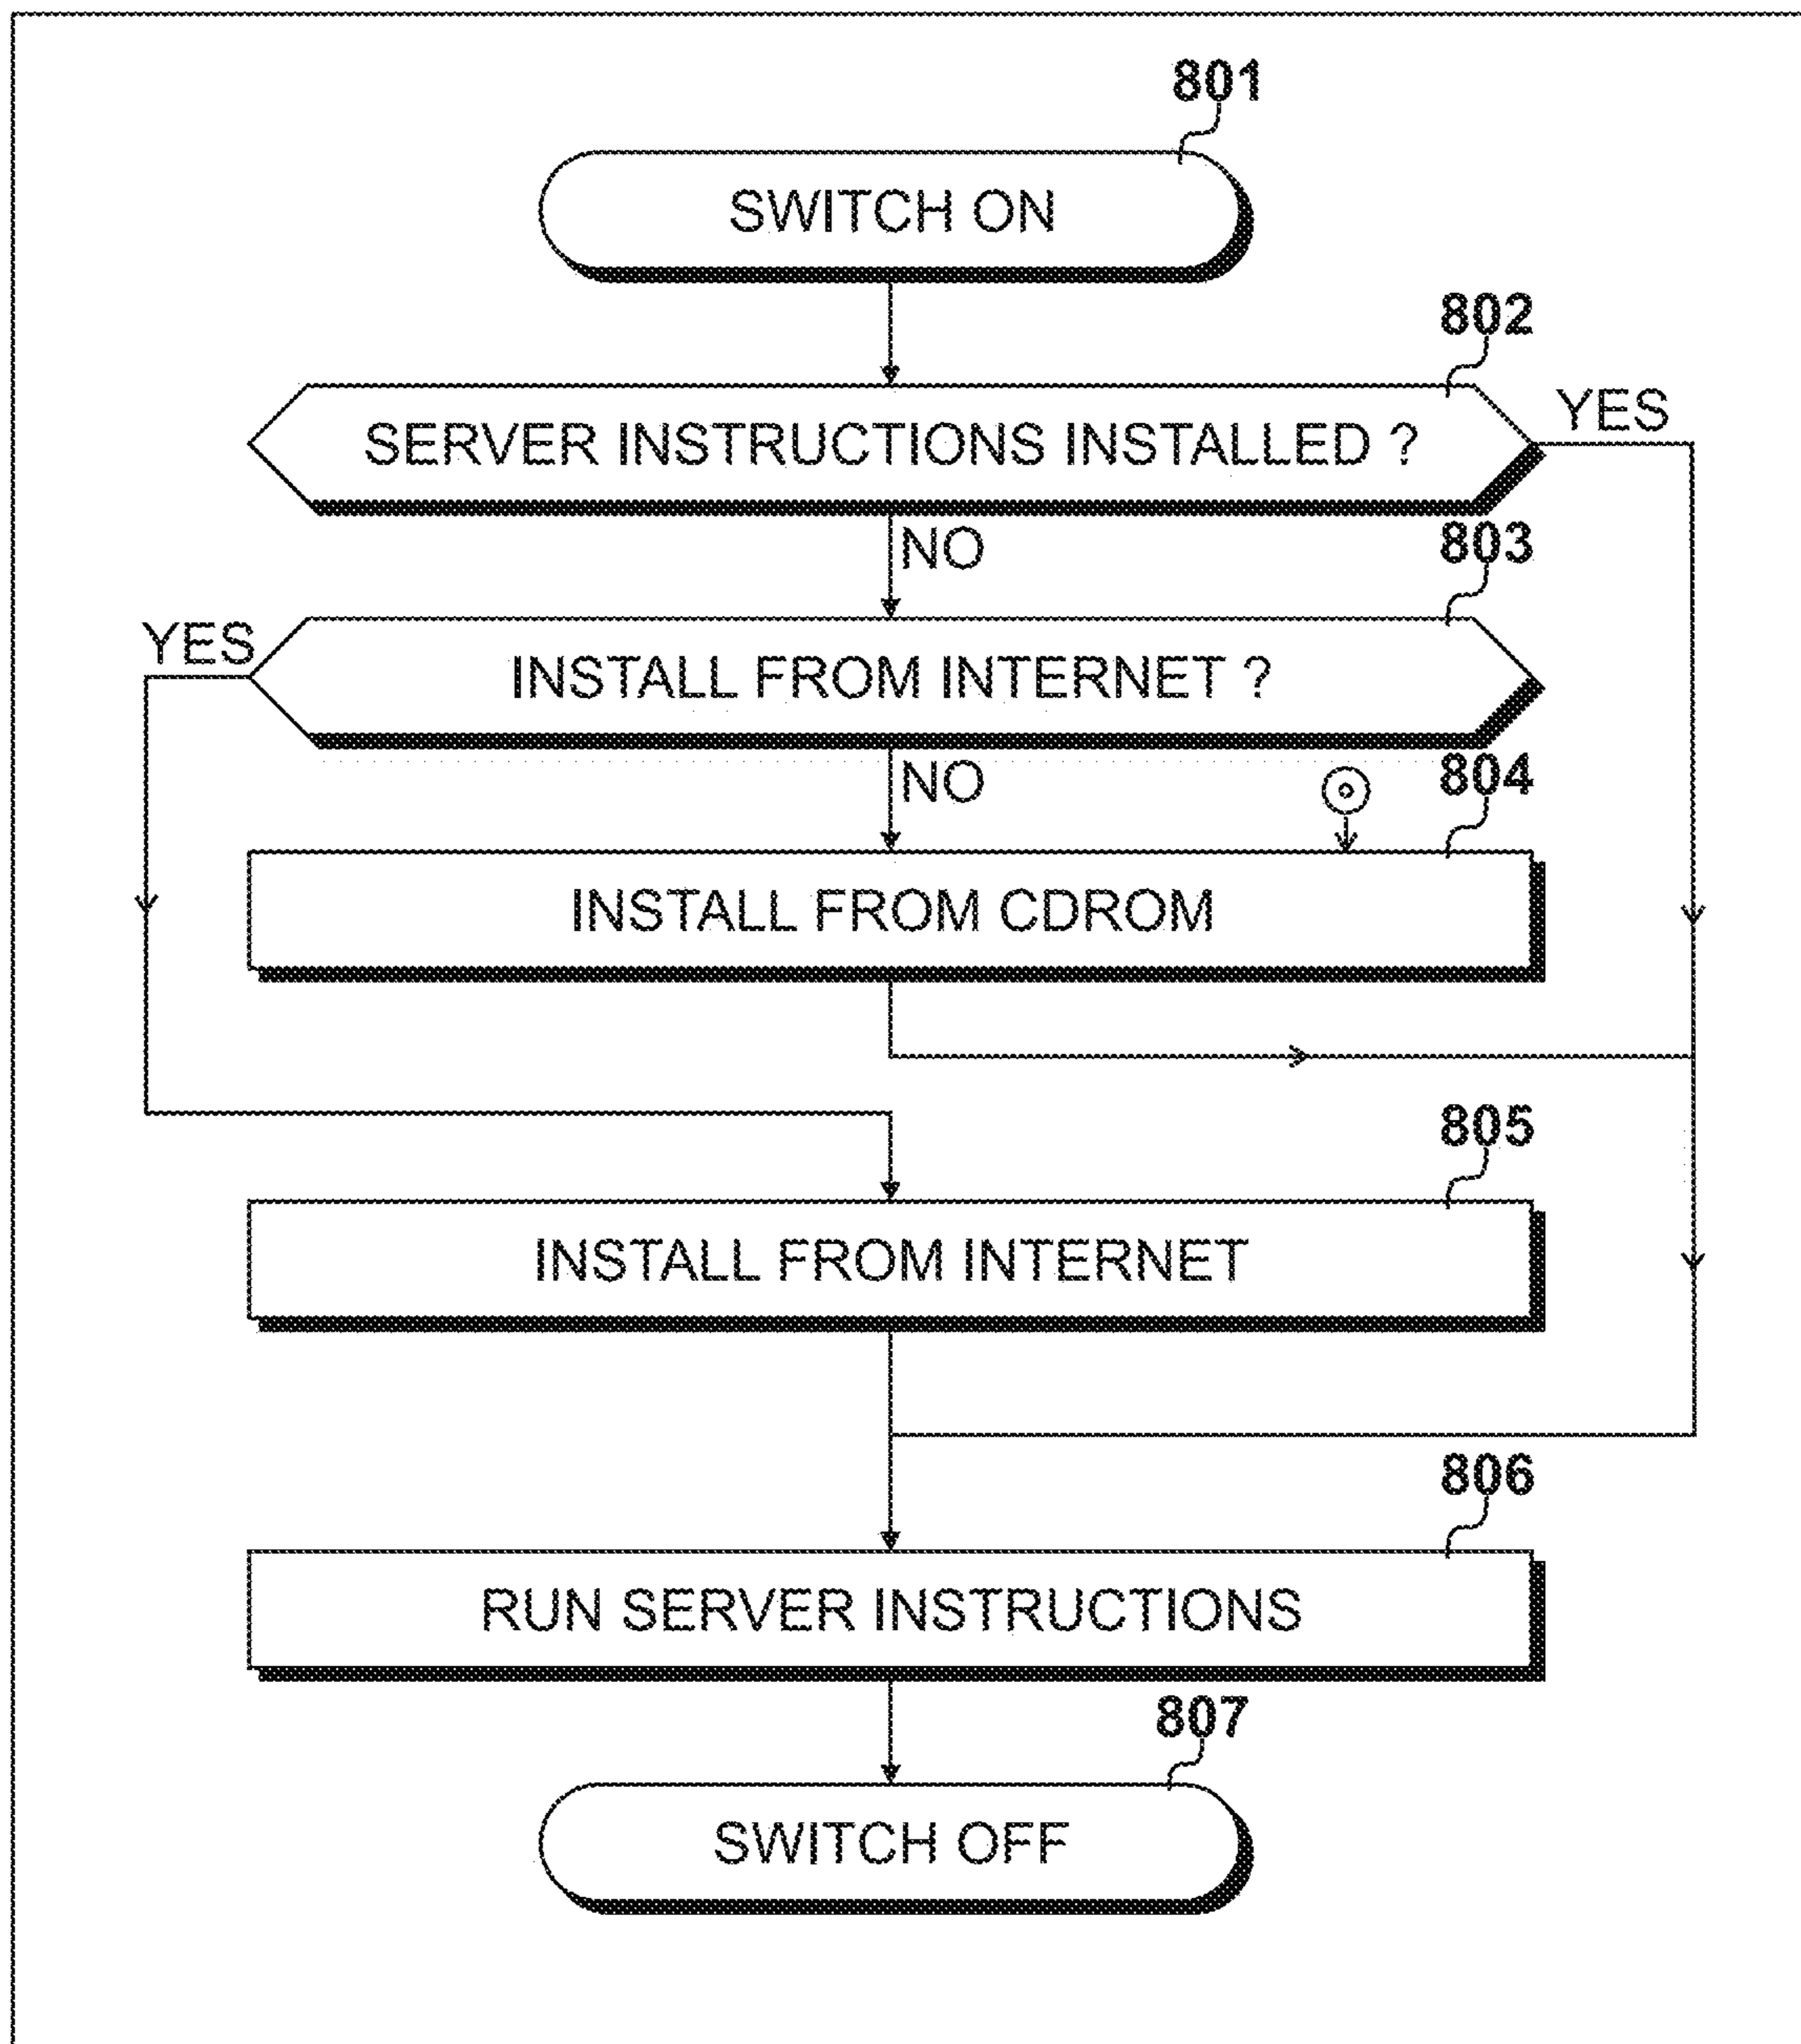 801
SWITCH ON
802
SERVER INSTRUCTIONS INSTALLED ?
YES
NO
803
YES
INSTALL FROM INTERNET ?
NO
804
INSTALL FROM CDROM
805
INSTALL FROM INTERNET
806
RUN SERVER INSTRUCTIONS
807
SWITCH OFF